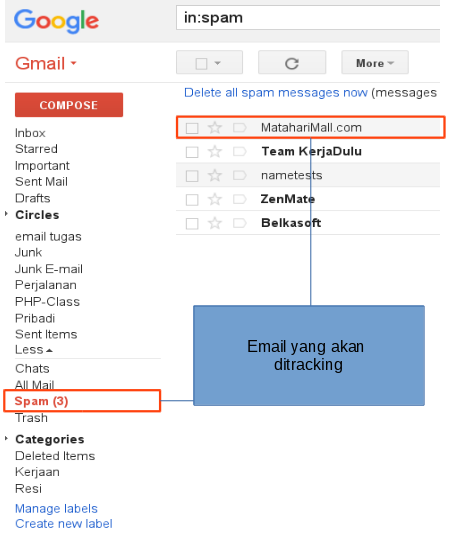 Google
in:spam
Gmail
More
Delete all spam messages now (messages
COMPOSE
MatahariMall.com
Team KerjaDulu
nametests
ZenMate
Belkasoft
Inbox
Starred
Important
Sent Mail
Drafts
Circles
email tugas
Junk
Junk E-mail
Perjalanan
PHP-Class
Pribadi
Sent Items
Less
Chats
All Mail
Spam (3)
Trash
Categories
Deleted Items
Kerjaan
Resi
Manage labels
Create new label
Email yang akan
ditracking